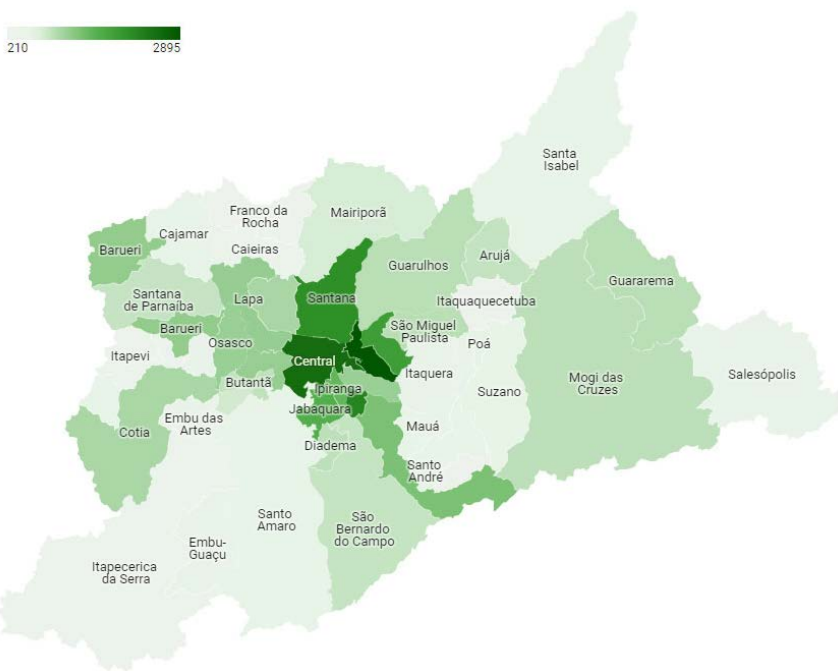 210 2895
Santa
Isabel
Franco da
Rocha
Mairiporã
Cajamar
Barueri
Caieiras
Arujá
Guarulhos
Guararema
Santana
de Parnaíba
Lapa
Santana
Itaquaquecetuba
Barueri
São Miguel
Paulista
Osasco
Poá
Itapevi
Central
Itaquera
Salesópolis
Mogi das
Cruzes
Butantã
Ipiranga
Suzano
Jabaquara
Embu das
Artes
Mauá
Cotia
Diadema
Santo
André
Santo
Amaro
São
Bernardo
do Campo
Embu-
Guaçu
Itapecerica
da Serra